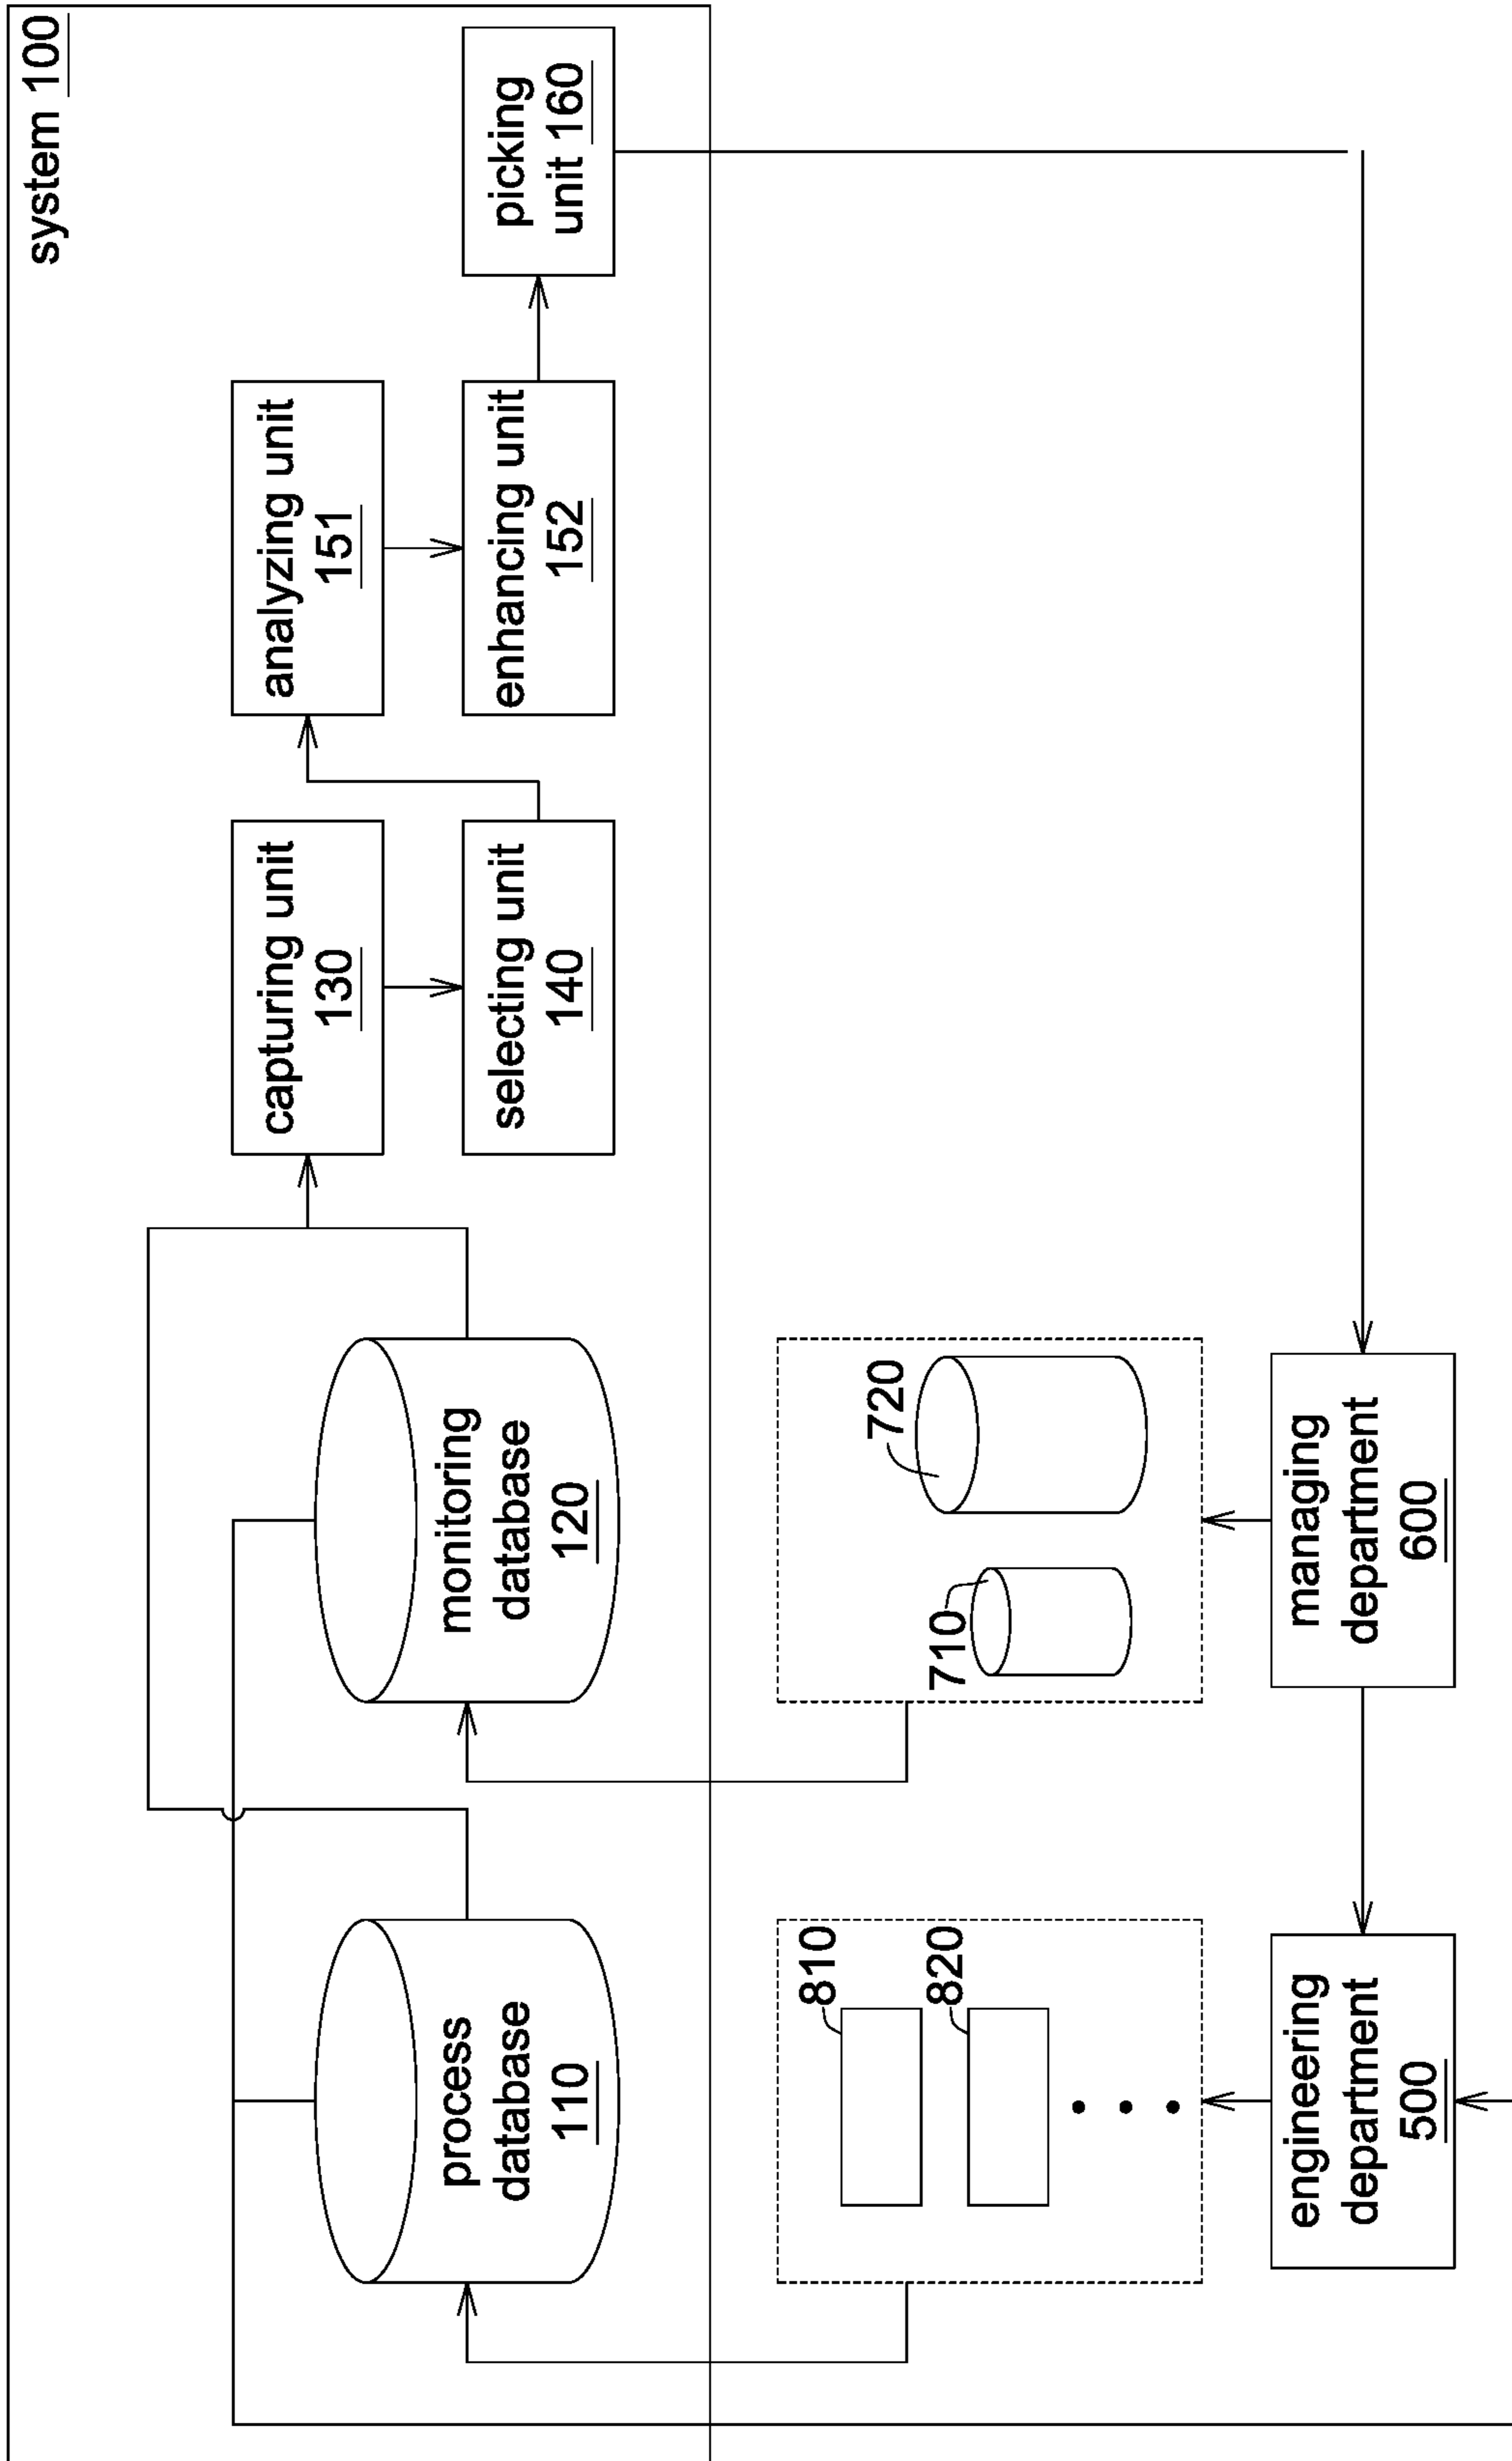 system 100
process
database
110
monitoring
database
120
capturing unit
130
selecting unit
140
analyzing unit
151
enhancing unit
152
picking
unit 160
810
820
710
720
engineering
department
500
managing
department
600